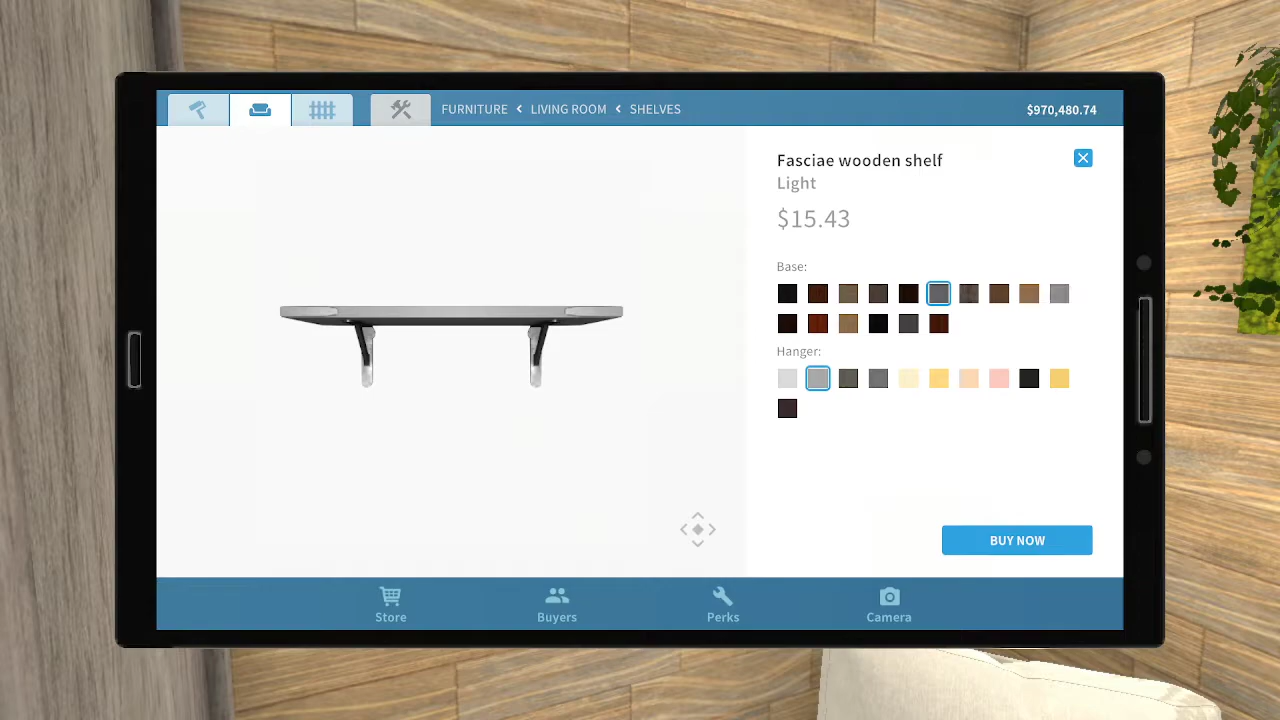 FURNITURE < LIVING ROOM < SHELVES
$970,480.74
Fasciae wooden shelf
Light
$15.43
Base:
Hanger:
BUY NOW
Store
Buyers
Perks
Camera